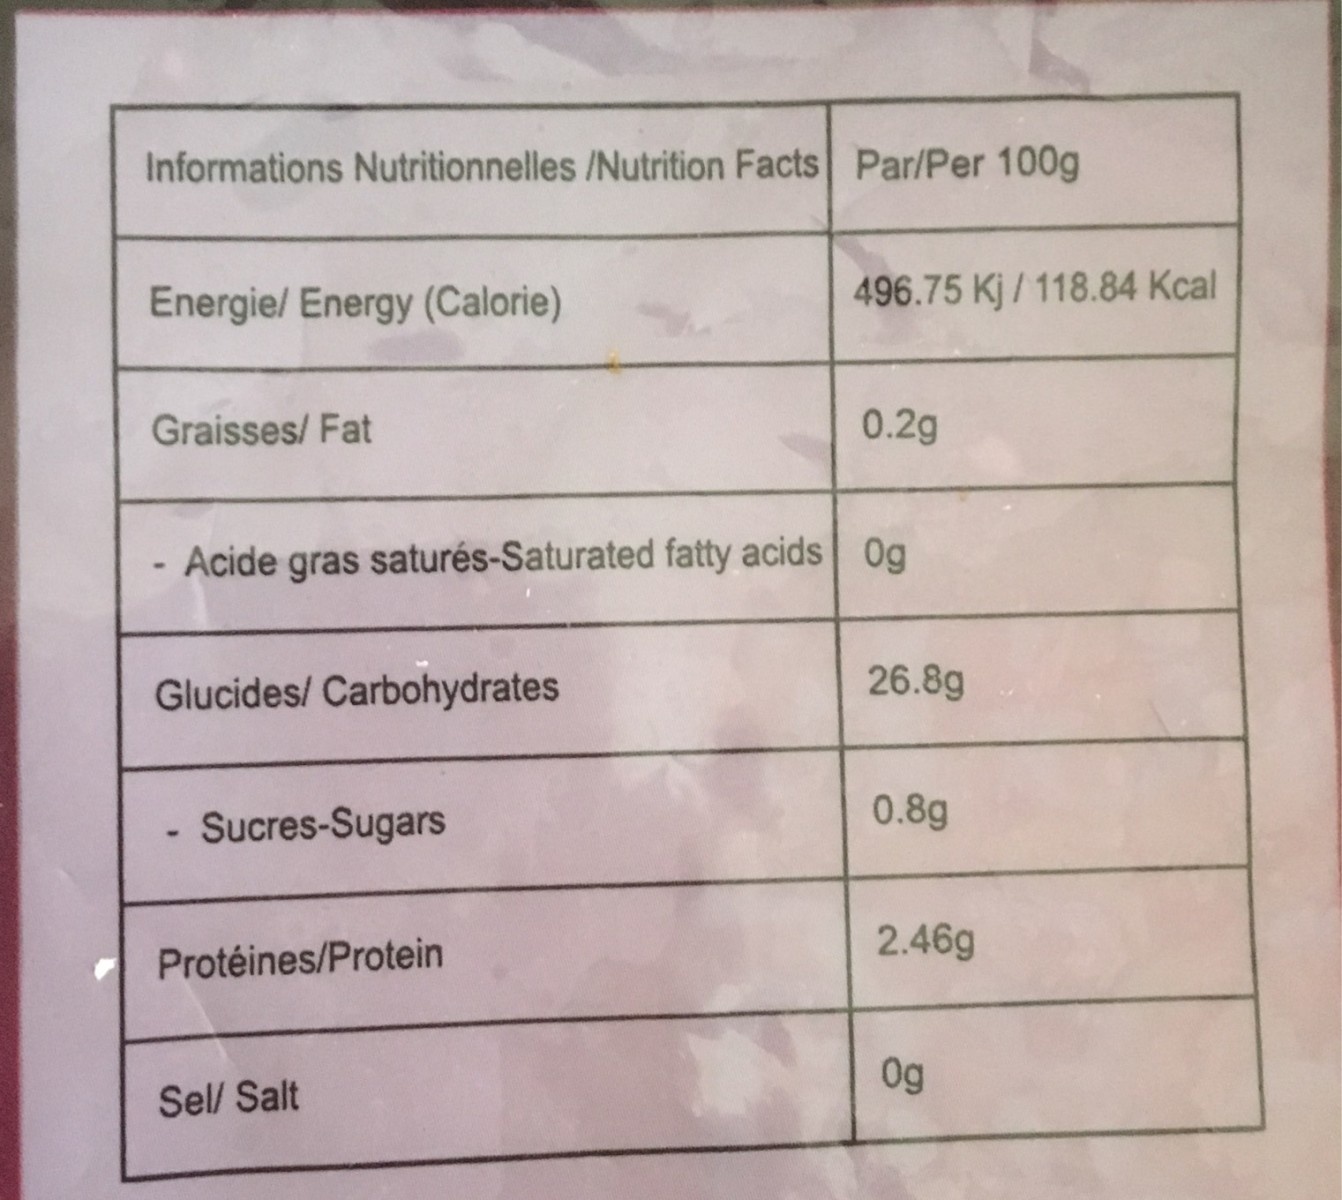 Informations Nutritionnelles /Nutrition Facts Par/Per 100g
Energie/ Energy (Calorie) 496.75 Kj / 118.84 Kcal
Graisses/ Fat 0.2g
- Acide gras saturés-Saturated fatty acids 0g
Glucides/ Carbohydrates 26.8g
- Sucres-Sugars 0.8g
Protéines/Protein 2.46g
Sel/ Salt 0g